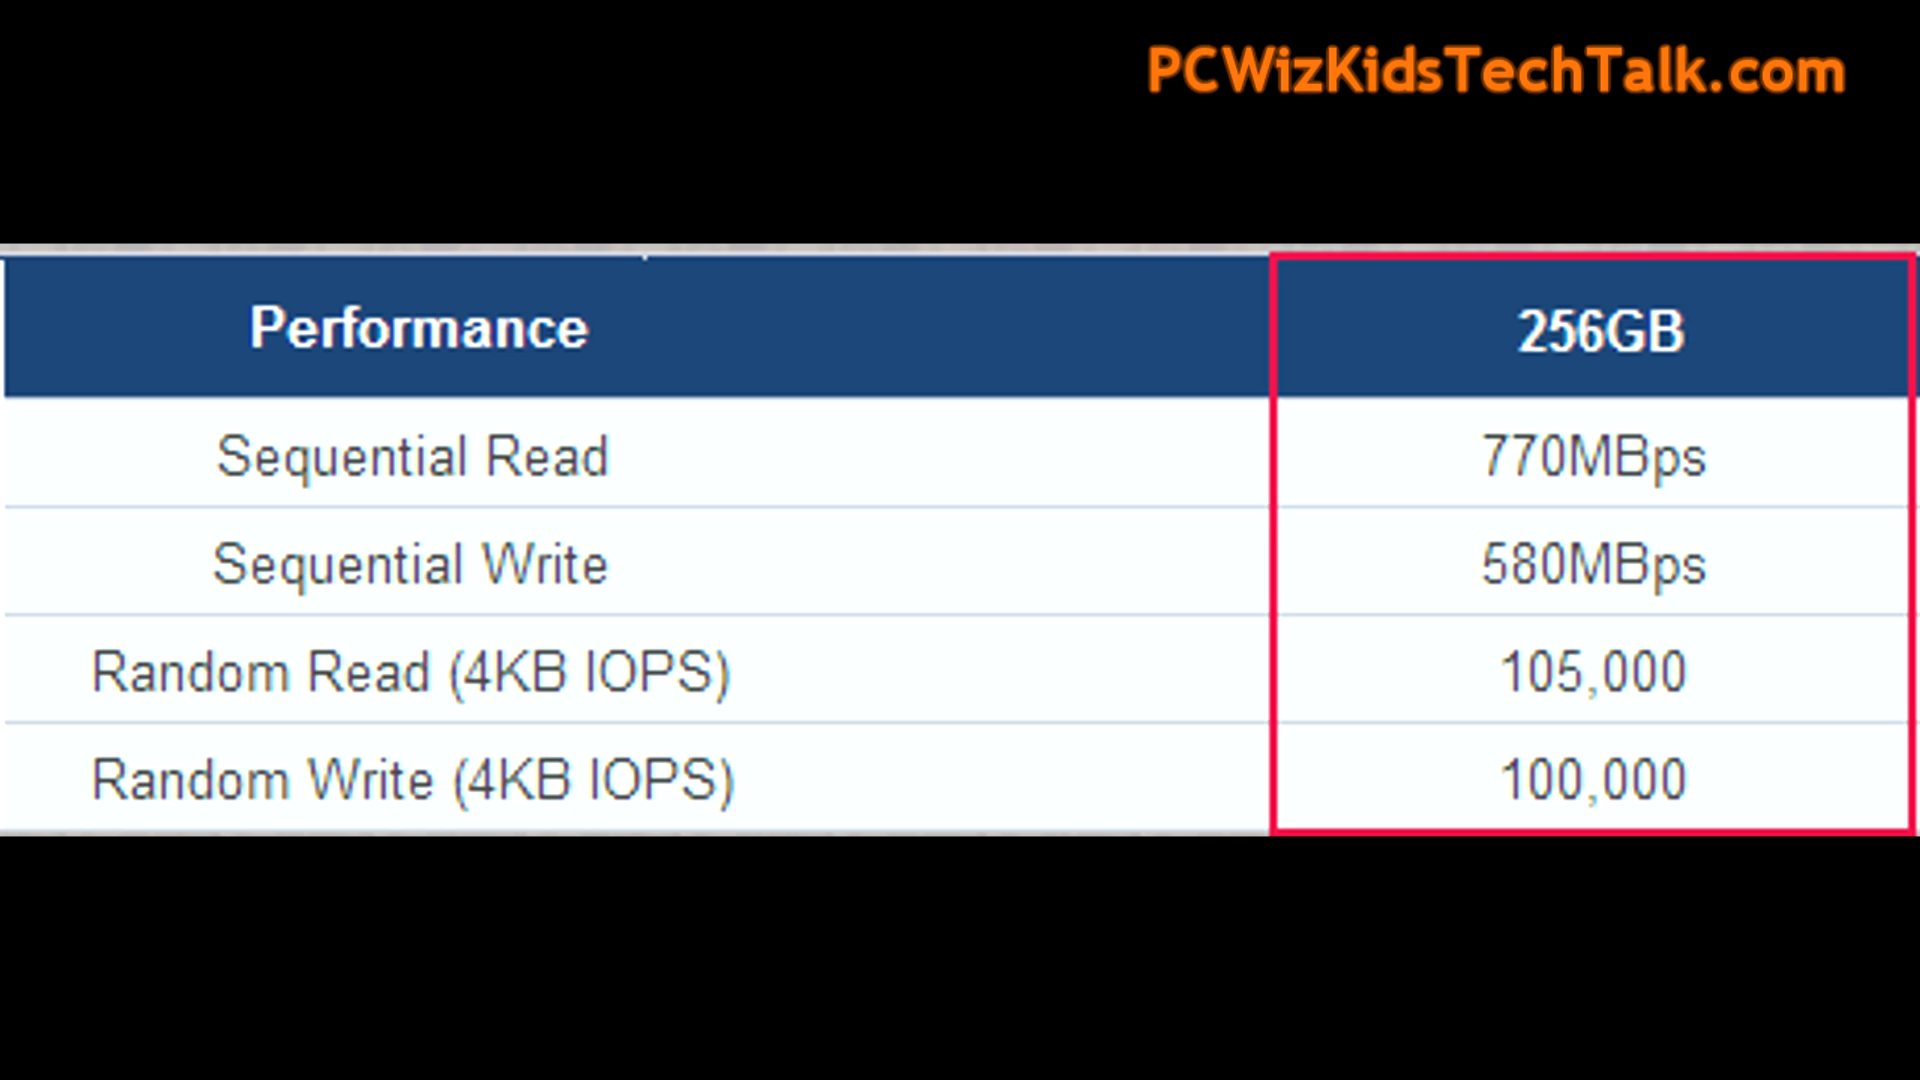 PCWizKidsTechTalk.com
Performance 256GB
Sequential Read 770MBps
Sequential Write 580MBps
Random Read (4KB IOPS) 105,000
Random Write (4KB IOPS) 100,000